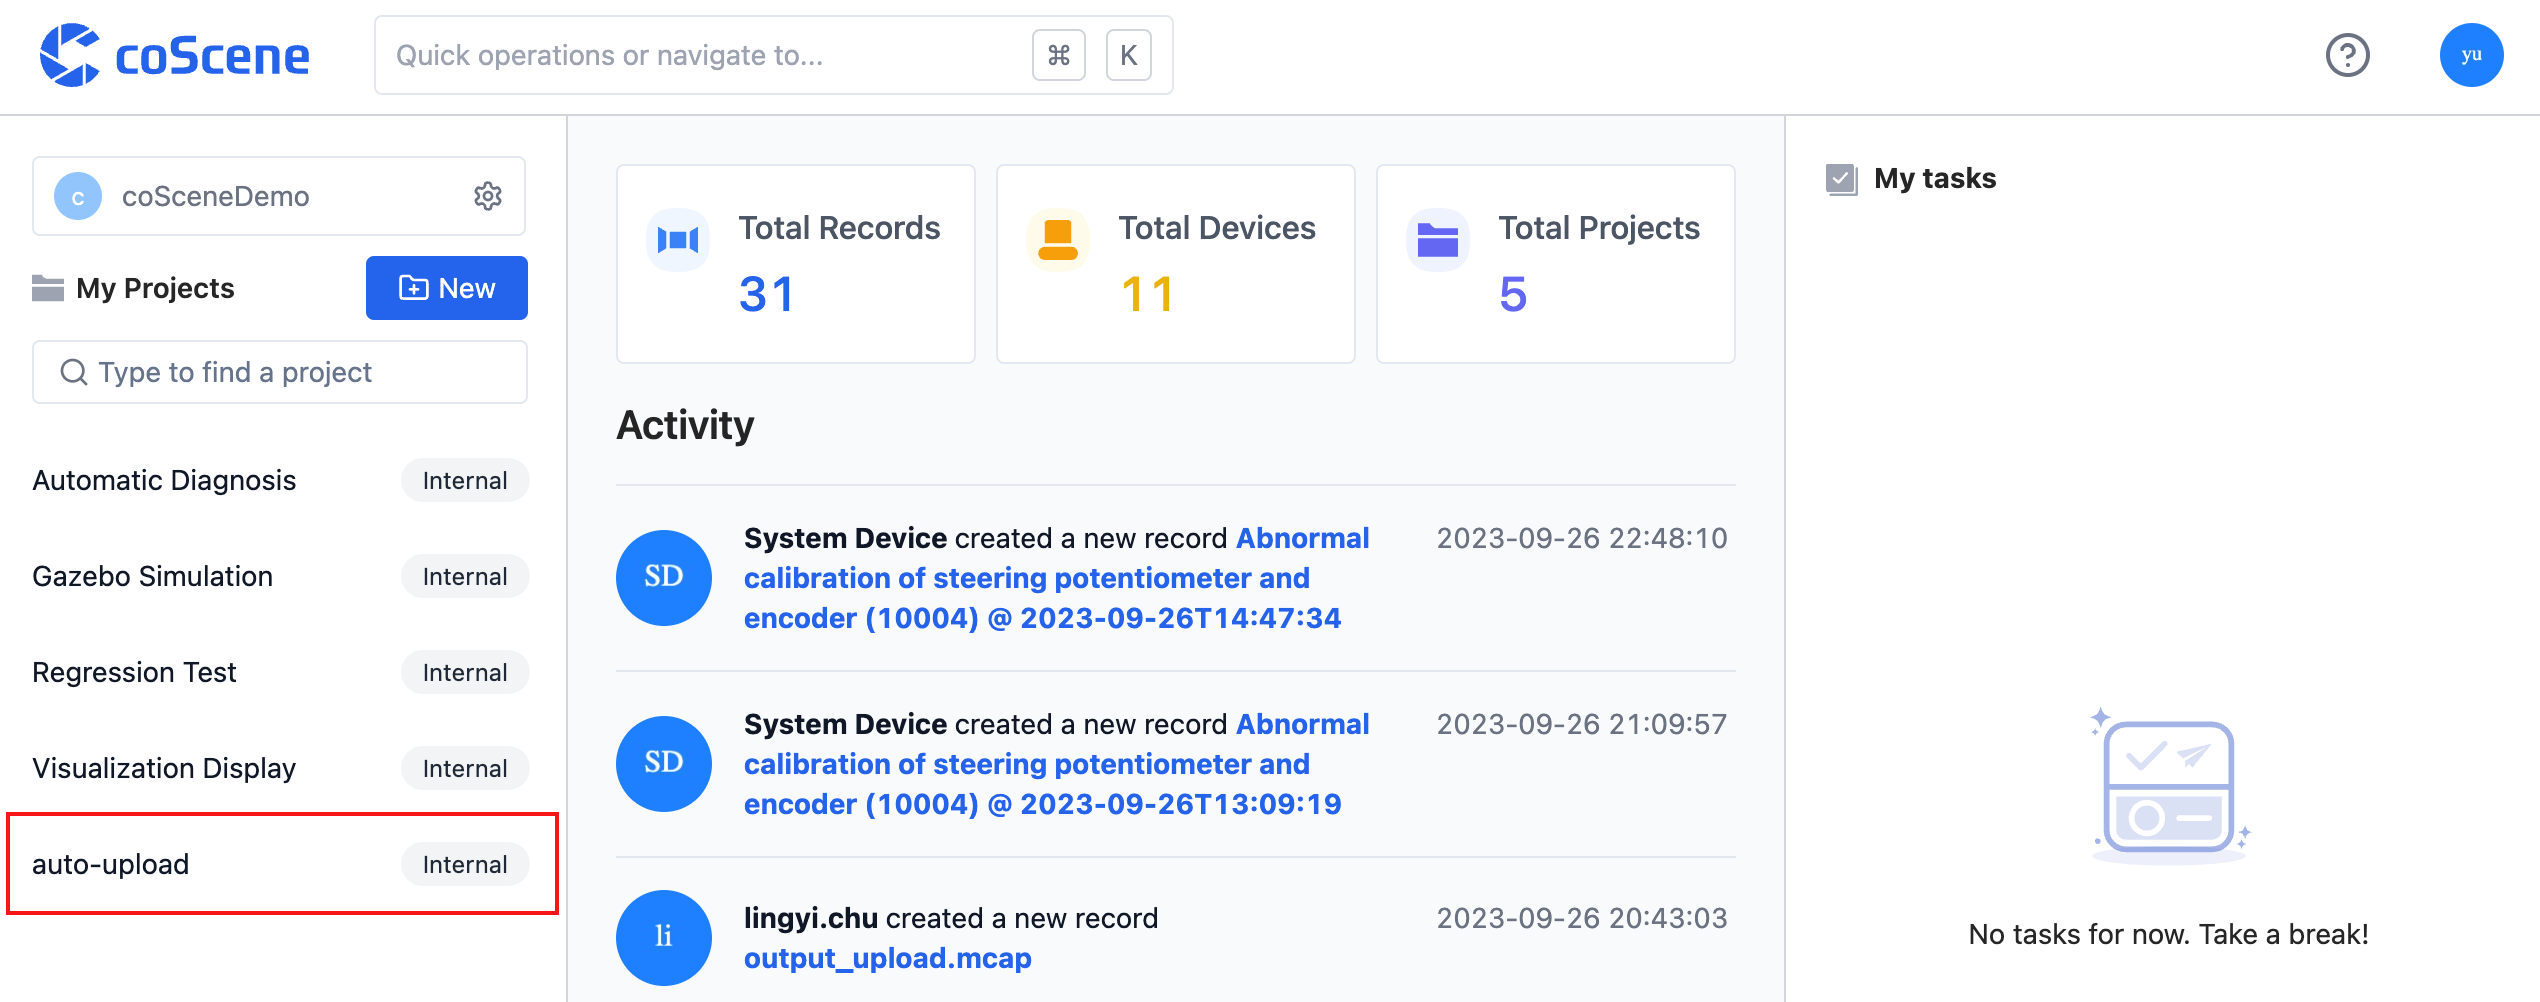 coScene
Quick operations or navigate to...
⌘ K
yu
c coSceneDemo
My Projects
New
Type to find a project
Automatic Diagnosis Internal
Gazebo Simulation Internal
Regression Test Internal
Visualization Display Internal
auto-upload Internal
Total Records
31
Total Devices
11
Total Projects
5
Activity
SD
System Device created a new record Abnormal
calibration of steering potentiometer and
encoder (10004) @ 2023-09-26T14:47:34
2023-09-26 22:48:10
SD
System Device created a new record Abnormal
calibration of steering potentiometer and
encoder (10004) @ 2023-09-26T13:09:19
2023-09-26 21:09:57
li
lingyi.chu created a new record
output_upload.mcap
2023-09-26 20:43:03
My tasks
No tasks for now. Take a break!